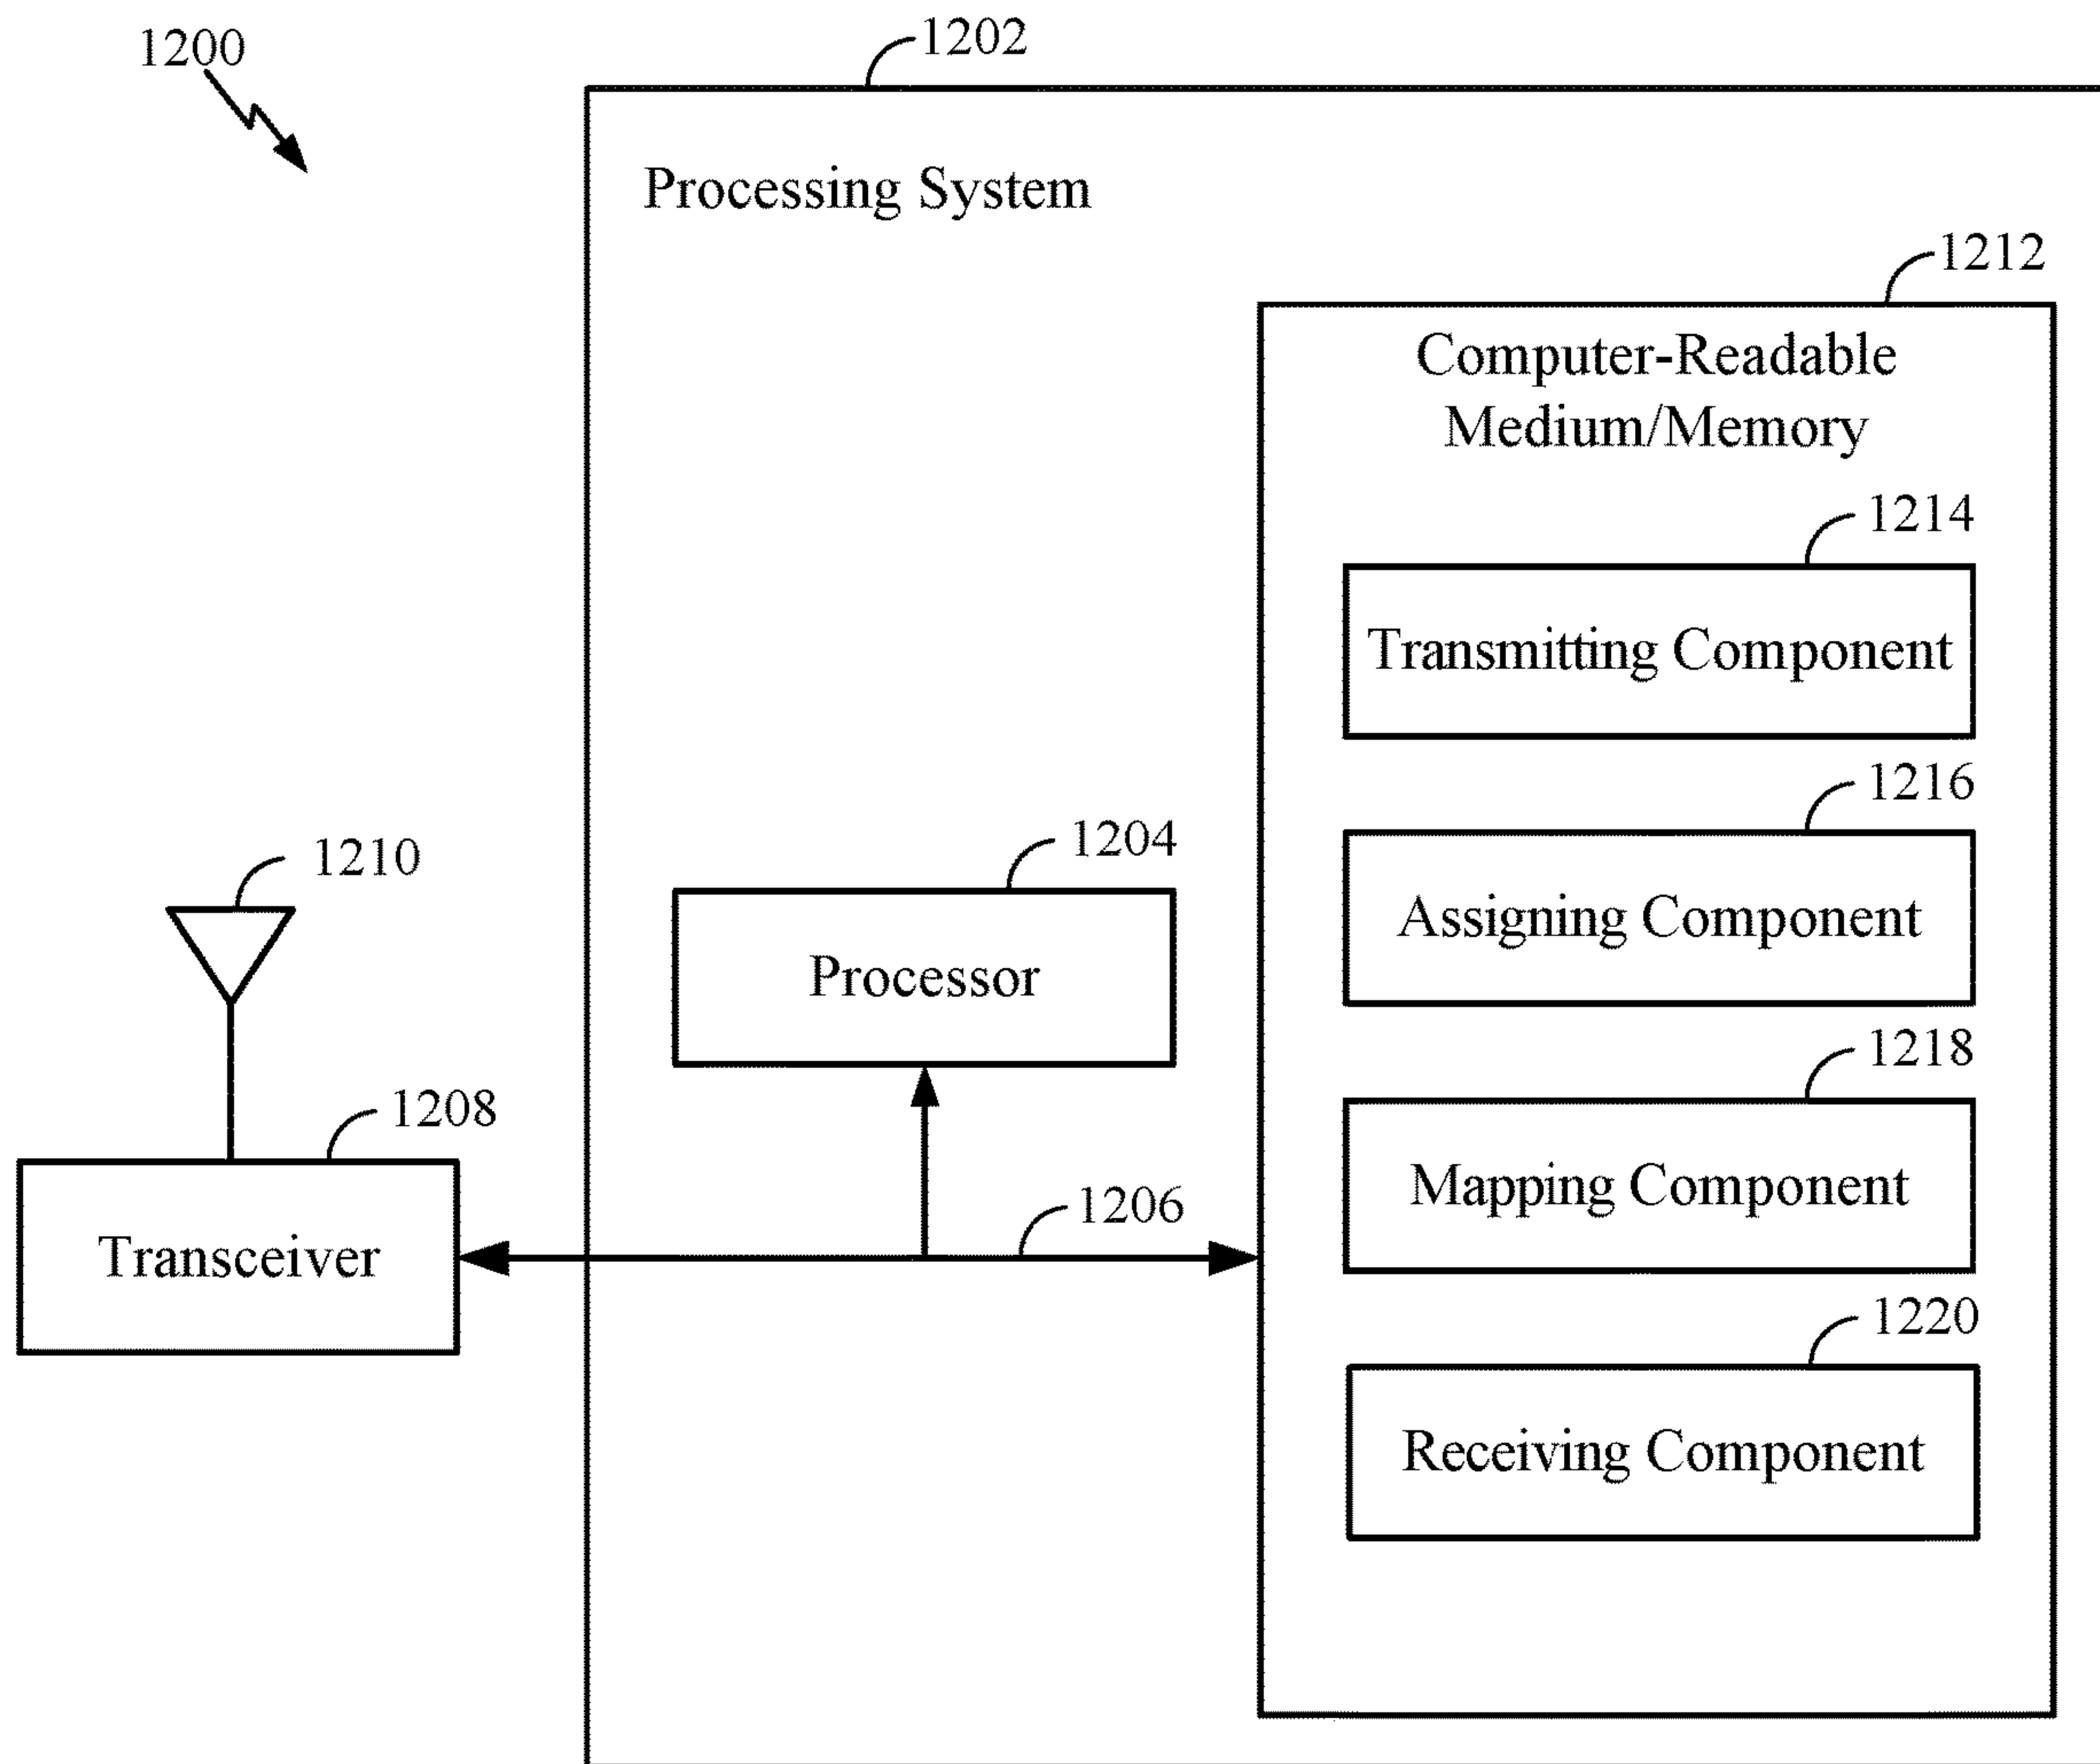 1200
1202
Processing System
1212
Computer-Readable
Medium/Memory
1214
Transmitting Component
1216
Assigning Component
1204
Processor
1210
1218
Mapping Component
1208
Transceiver
1206
1220
Receiving Component